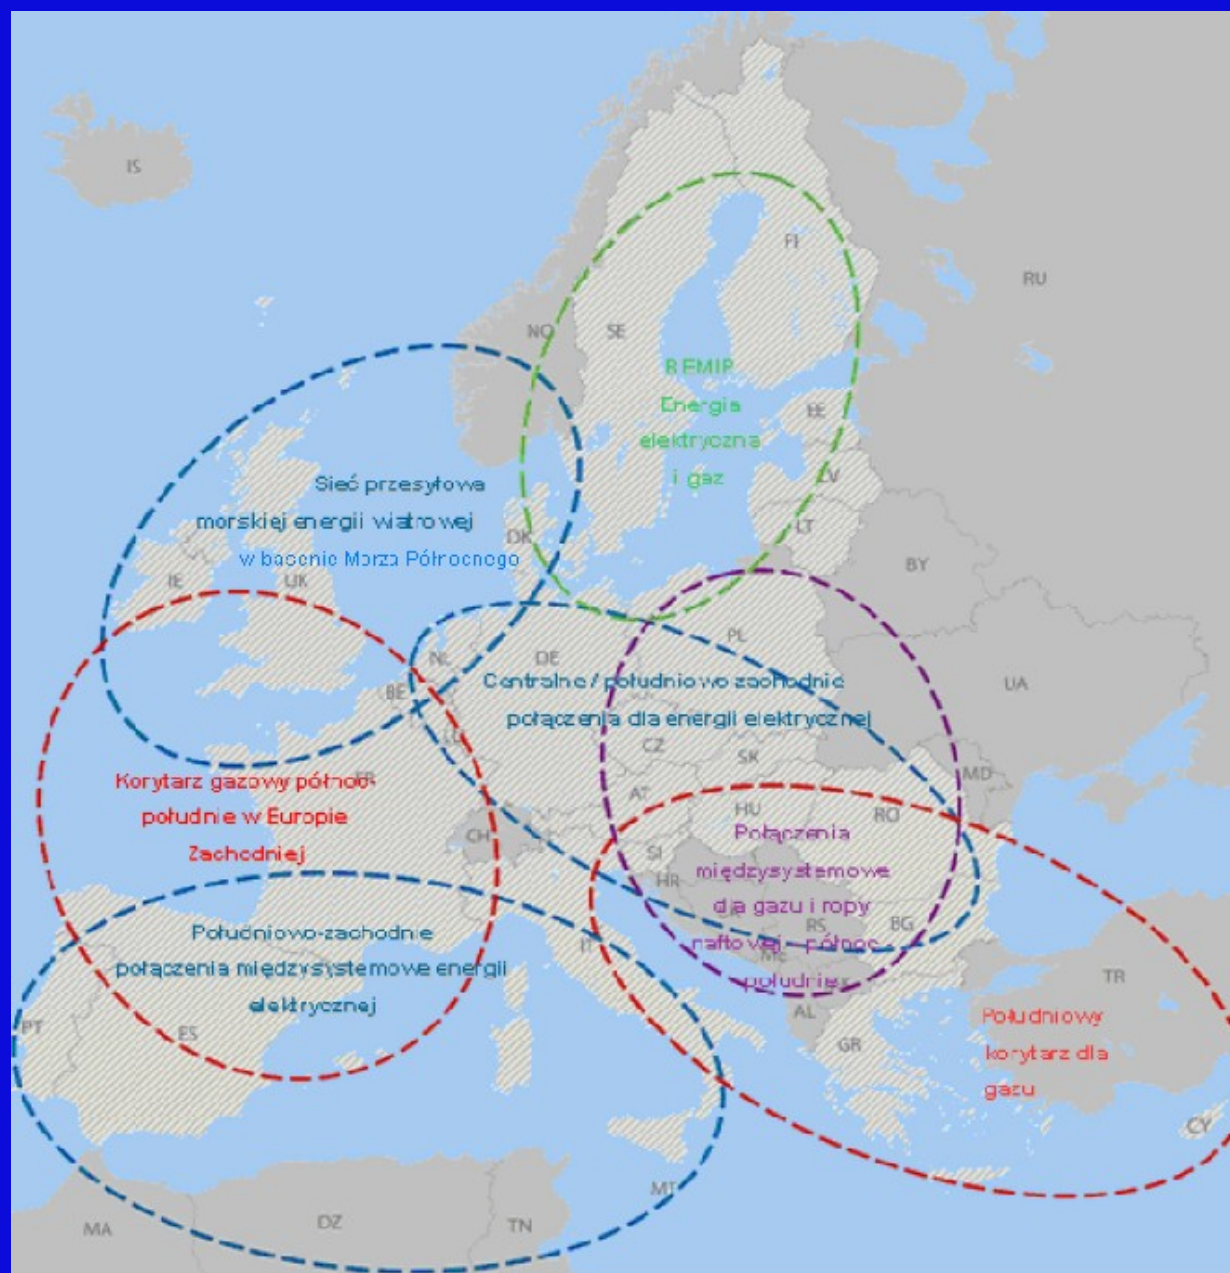 IS
RU
FI
NO
SE
BEMIP
Energia
elektryczna
i gaz
EE
LV
LT
DK
BY
Sieć przesyłowa
morskiej energii wiatrowej
w basenie Morza Północnego
IE
UK
PL
NL
DE
UA
BE
Centralne / południowo-zachodnie
połączenia dla energii elektrycznej
LU
CZ
SK
MD
AT
HU
RO
FR
CH
Korytarz gazowy północ-
południe w Europie
Zachodniej
SI
HR
Połączenia
międzysystemowe
dla gazu i ropy
naftowej - północ -
południe
RS
BG
ME
IT
AL
GR
TR
Południowo-zachodnie
połączenia międzysystemowe energii
elektrycznej
PT
ES
Południowy
korytarz dla
gazu
CY
MT
MA
DZ
TN